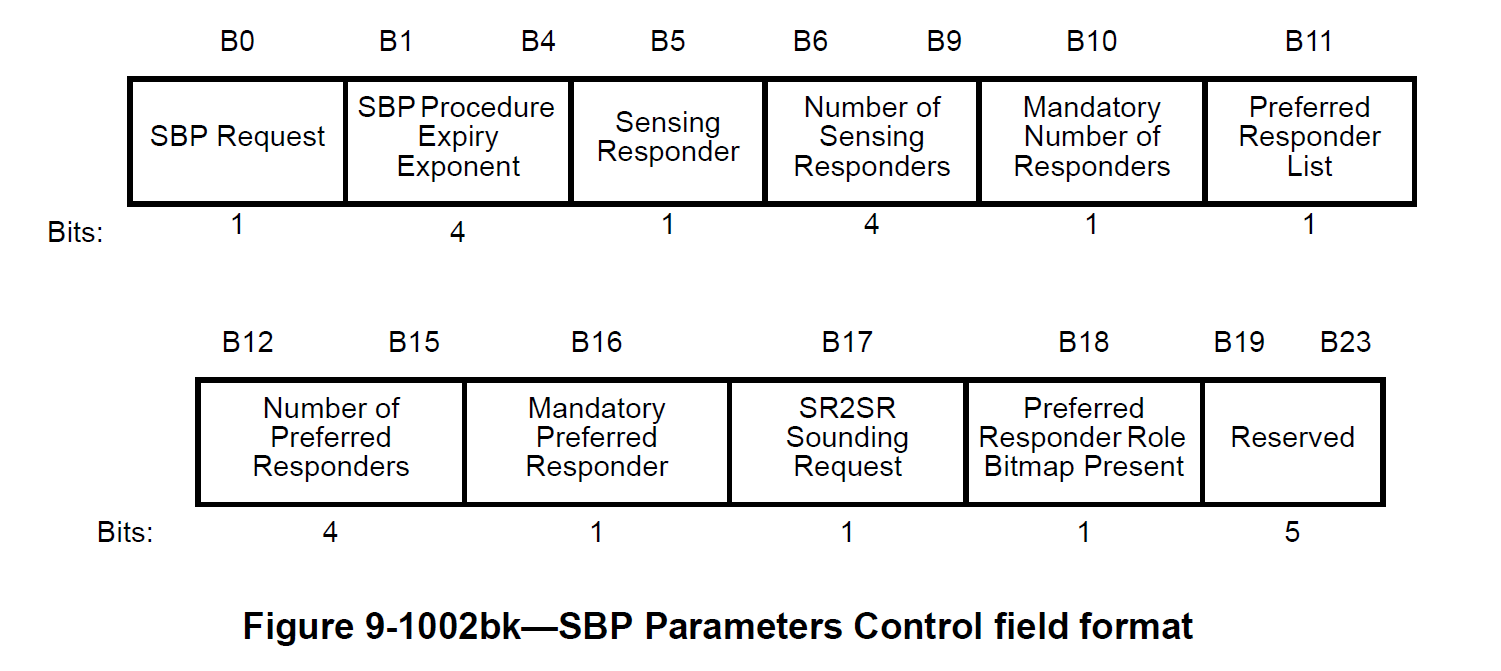 B0 B1 B4 B5 B6 B9 B10 B11
SBP Request
SBP Procedure
Expiry
Exponent
Sensing
Responder
Number of
Sensing
Responders
Mandatory
Number of
Responders
Preferred
Responder
List
Bits: 1 4 1 4 1 1
B12 B15 B16 B17 B18 B19 B23
Number of
Preferred
Responders
Mandatory
Preferred
Responder
SR2SR
Sounding
Request
Preferred
Responder Role
Bitmap Present
Reserved
Bits: 4 1 1 1 5
Figure 9-1002bk—SBP Parameters Control field format